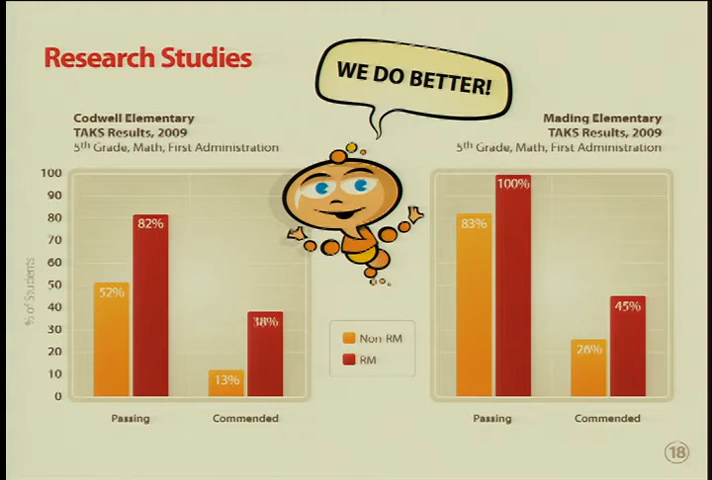 Research Studies
WE DO BETTER!
Codwell Elementary
TAKS Results, 2009
5th Grade, Math, First Administration
Mading Elementary
TAKS Results, 2009
5th Grade, Math, First Administration
% of Students
100
90
80
70
60
50
40
30
20
10
0
52%
82%
13%
38%
Passing
Commended
Non-RM
RM
83%
100%
26%
45%
Passing
Commended
18